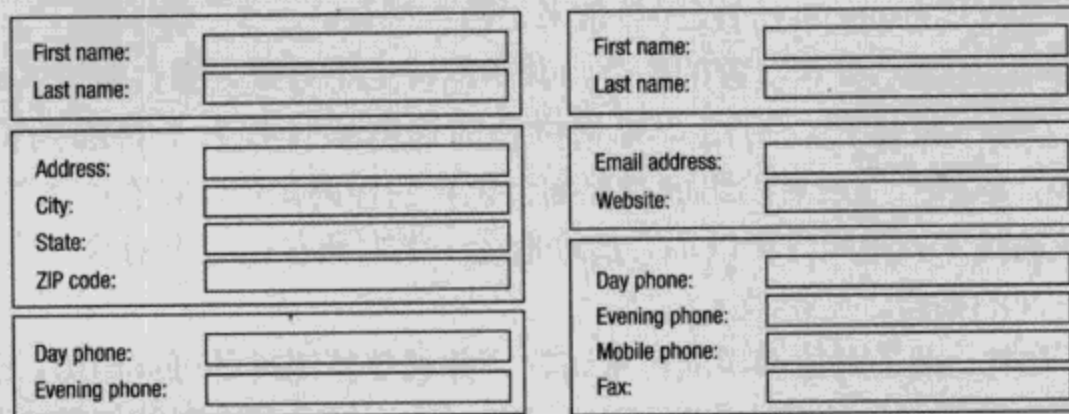 First name:
Last name:
Address:
City:
State:
ZIP code:
Day phone:
Evening phone:
First name:
Last name:
Email address:
Website:
Day phone:
Evening phone:
Mobile phone:
Fax: